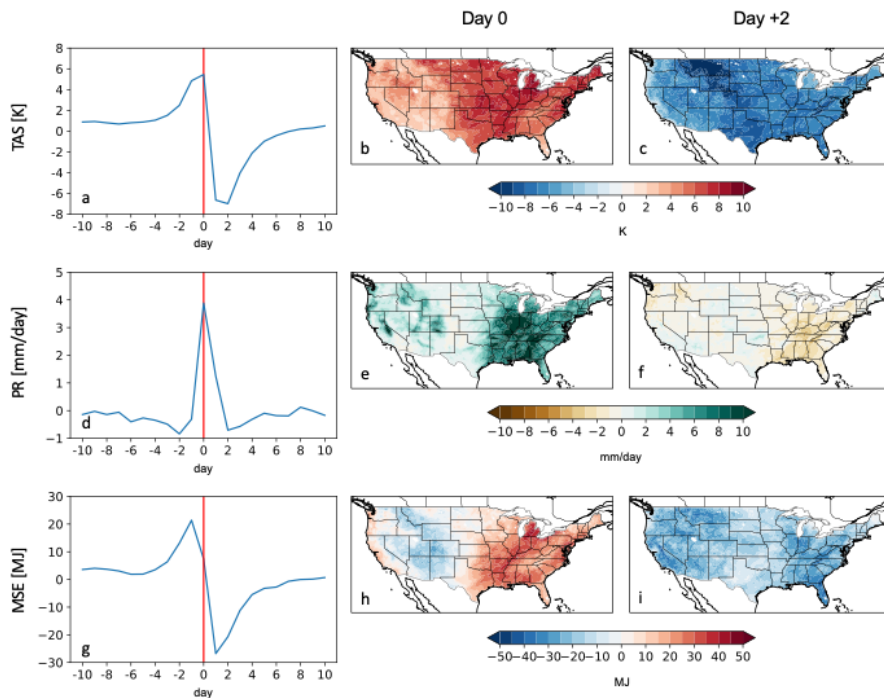 Day 0
Day +2
TAS [K]
8
6
4
2
0
-2
-4
-6
-8
-10 -8 -6 -4 -2 0 2 4 6 8 10
day
a
b
c
−10 −8 −6 −4 −2 0 2 4 6 8 10
K
PR [mm/day]
5
4
3
2
1
0
-1
-10 -8 -6 -4 -2 0 2 4 6 8 10
day
d
e
f
−10 −8 −6 −4 −2 0 2 4 6 8 10
mm/day
MSE [MJ]
30
20
10
0
−10
−20
−30
-10 -8 -6 -4 -2 0 2 4 6 8 10
day
g
h
i
−50−40−30−20−10 0 10 20 30 40 50
MJ